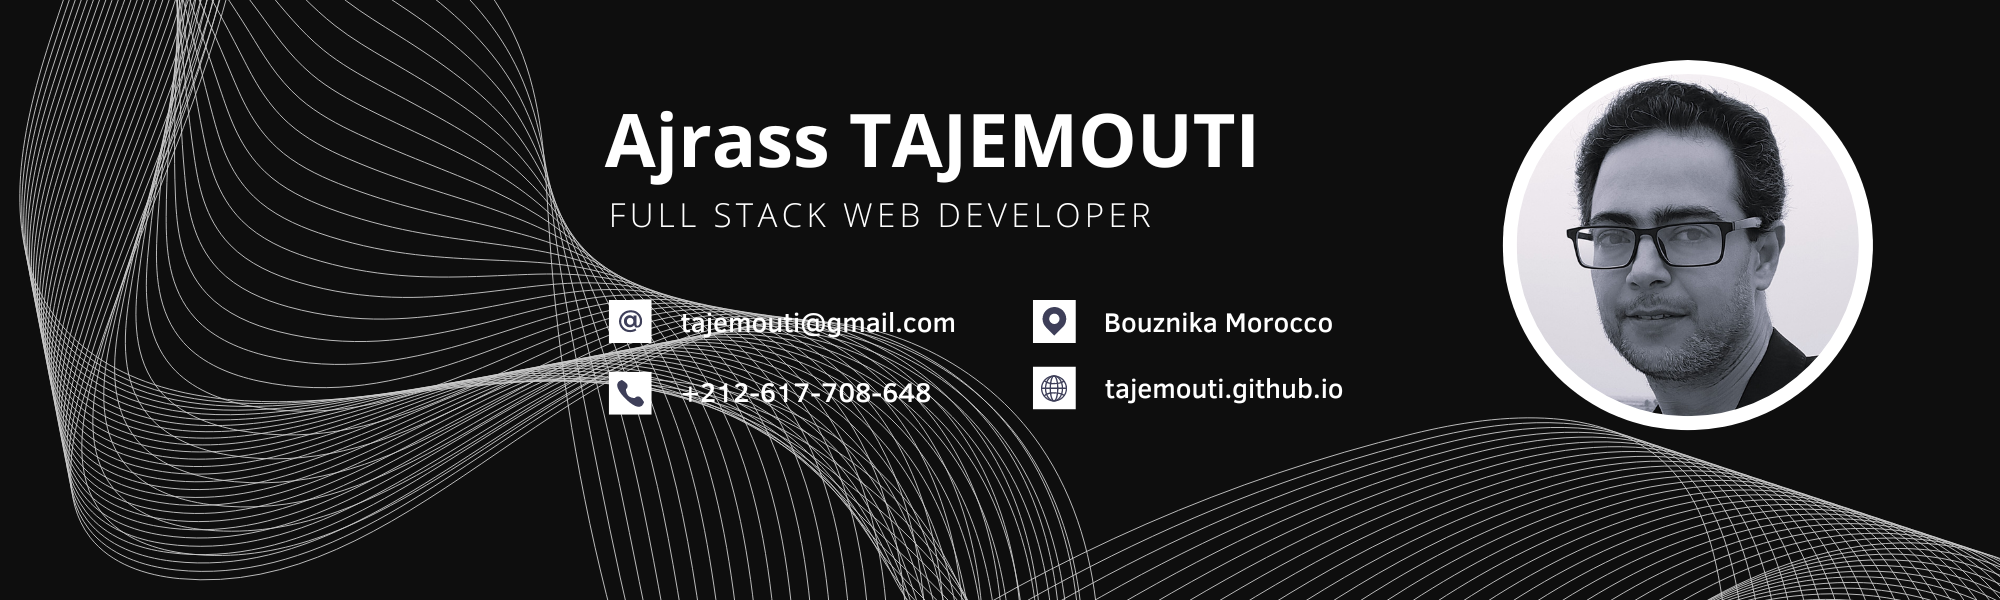 Ajrass TAJEMOUTI
FULL STACK WEB DEVELOPER
@ tajemouti@gmail.com
Bouznika Morocco
+212-617-708-648
tajemouti.github.io